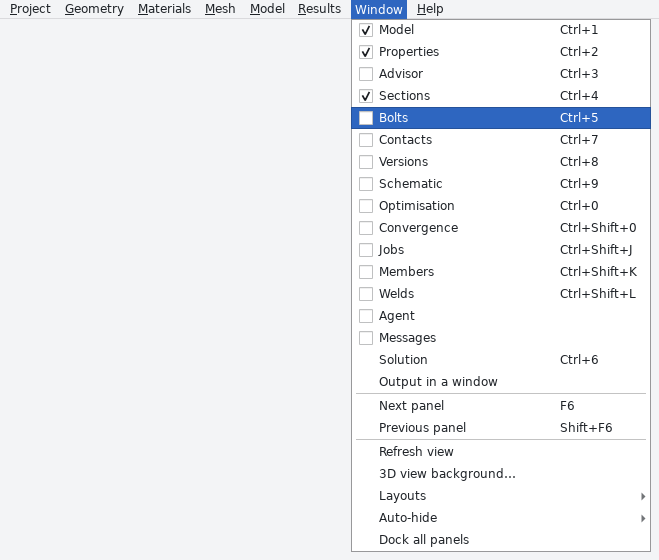 Project Geometry Materials Mesh Model Results Window Help
Model Ctrl+1
Properties Ctrl+2
Advisor Ctrl+3
Sections Ctrl+4
Bolts Ctrl+5
Contacts Ctrl+7
Versions Ctrl+8
Schematic Ctrl+9
Optimisation Ctrl+0
Convergence Ctrl+Shift+0
Jobs Ctrl+Shift+J
Members Ctrl+Shift+K
Welds Ctrl+Shift+L
Agent
Messages
Solution Ctrl+6
Output in a window
Next panel F6
Previous panel Shift+F6
Refresh view
3D view background...
Layouts
Auto-hide
Dock all panels